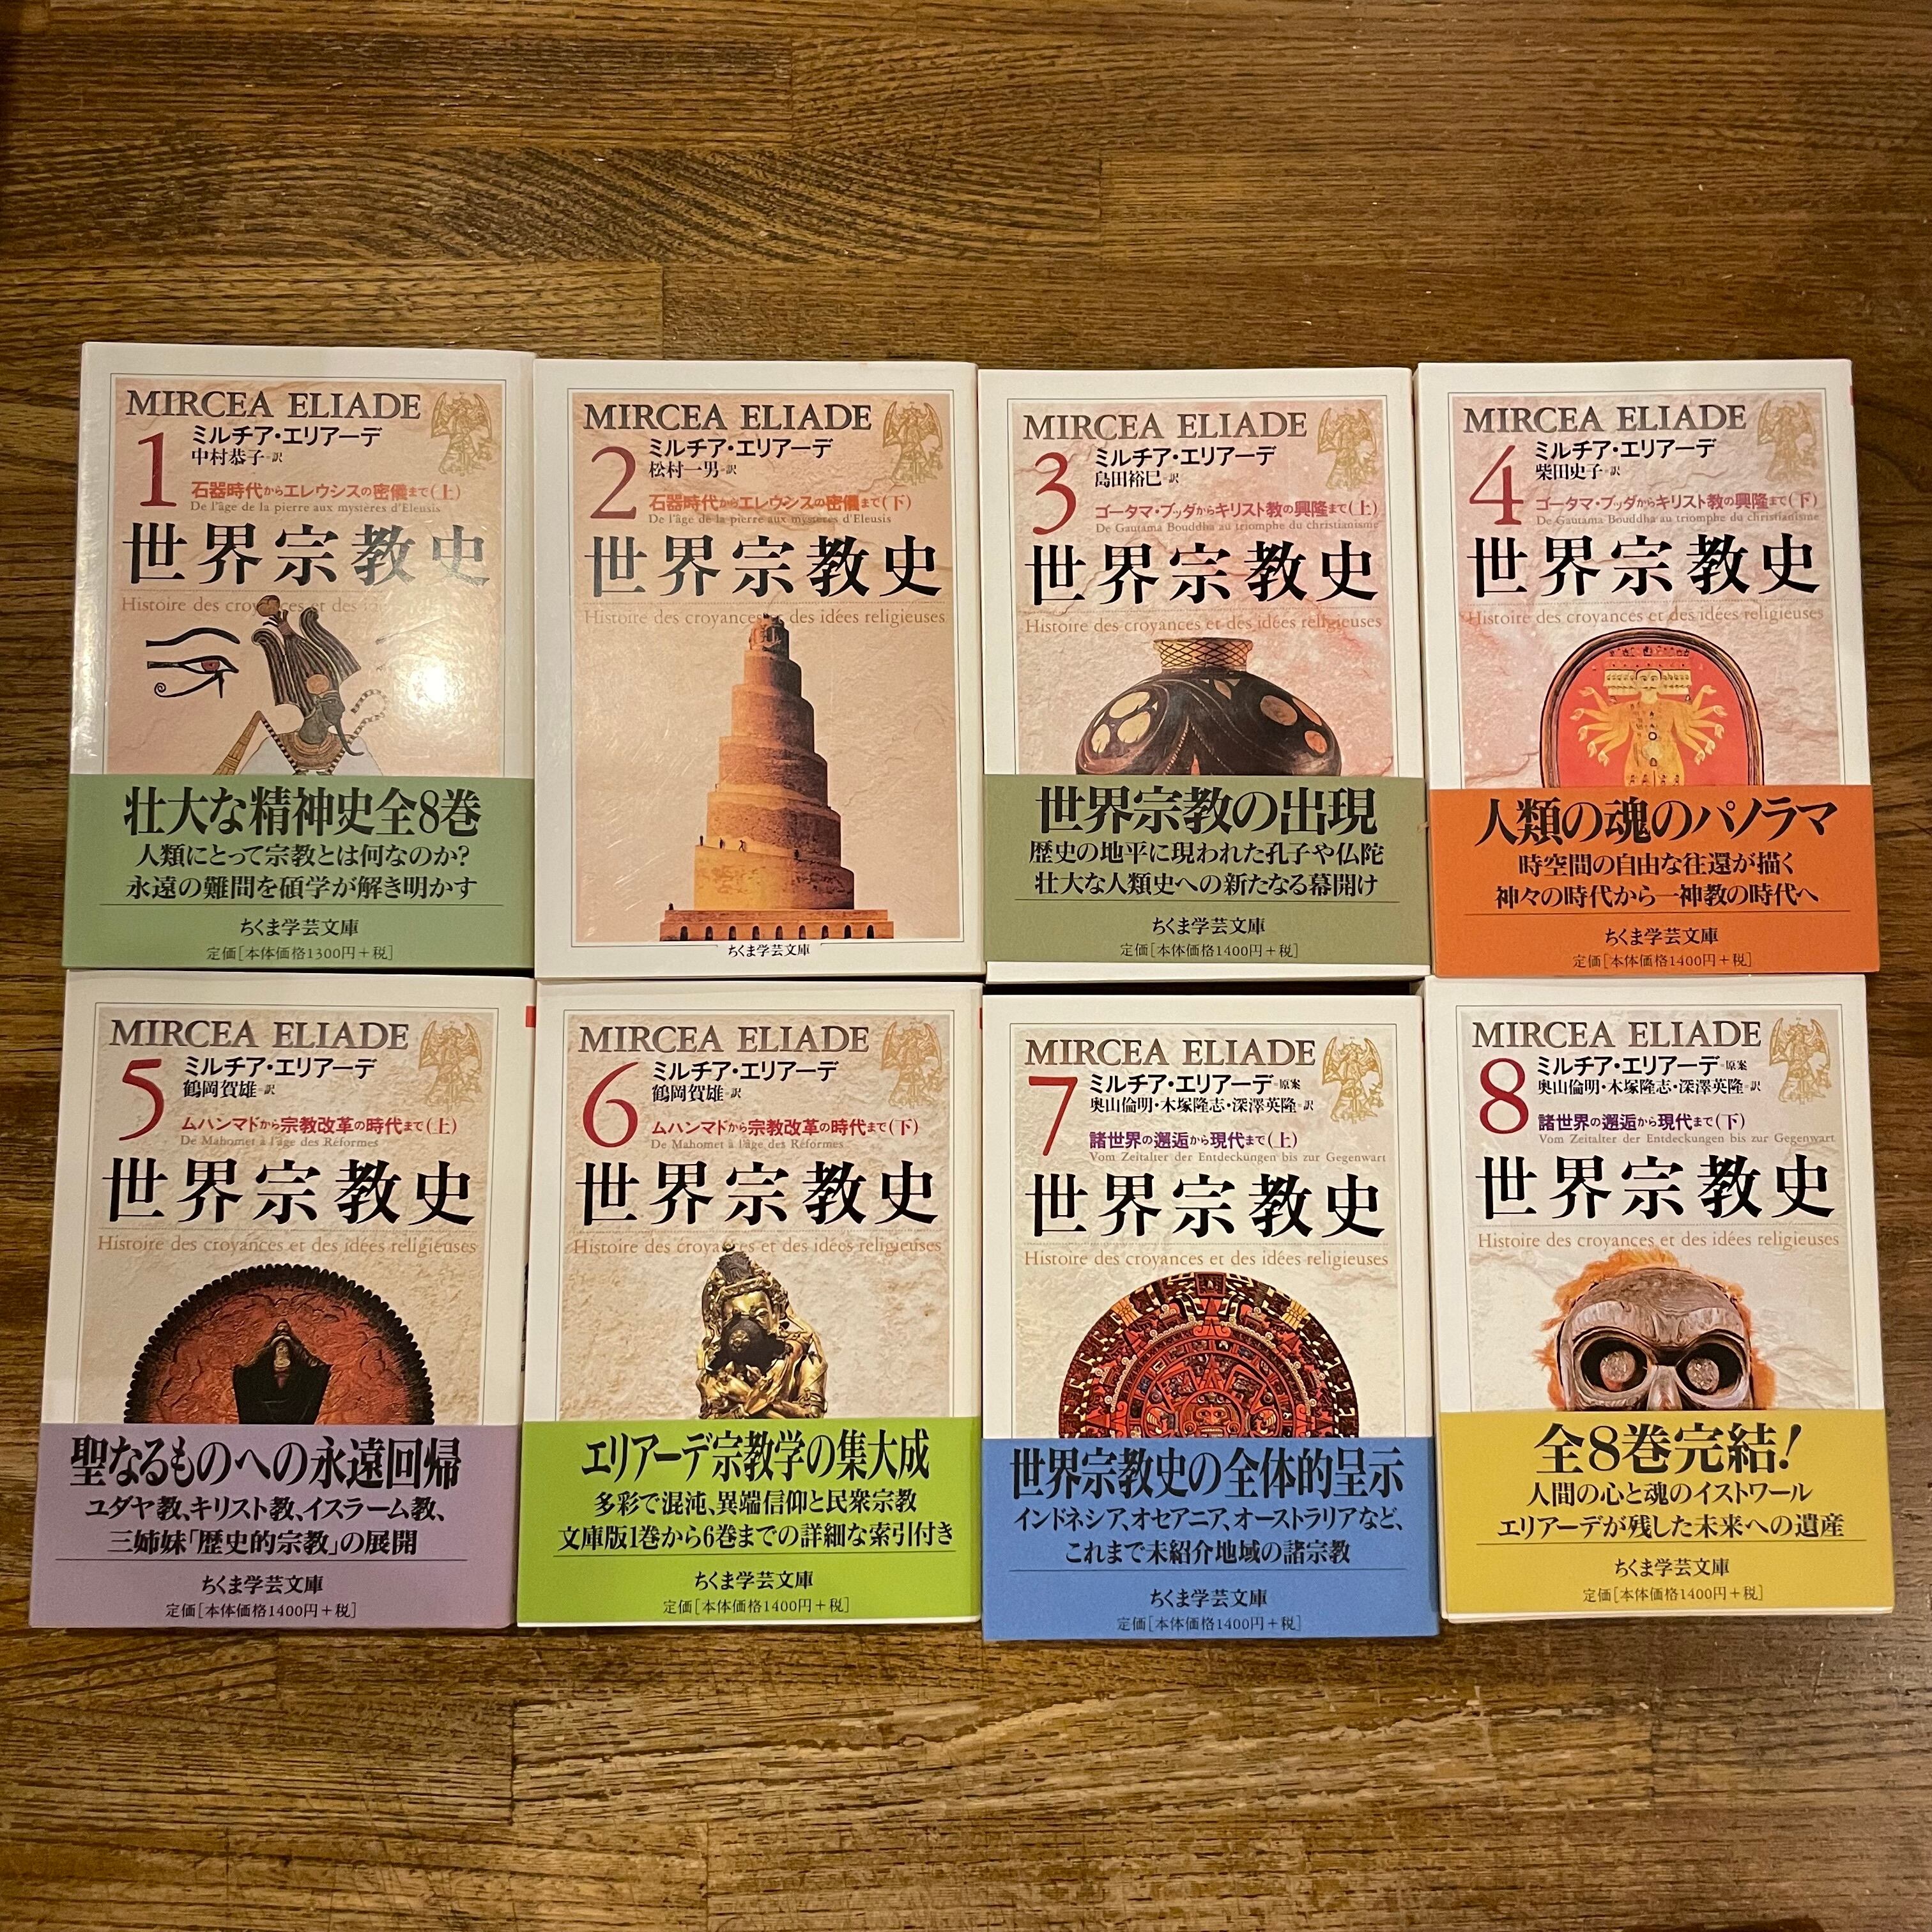 MIRCEA ELIADE
1
ミルチア・エリアーデ
中村恭子 訳
石器時代からエレウシスの密儀まで(上)
De l'âge de la pierre aux mystères d'Eleusis
世界宗教史
Histoire des croyances et des
壮大な精神史全8巻
人類にとって宗教とは何なのか?
永遠の難問を碩学が解き明かす
ちくま学芸文庫
定価[本体価格1300円+税]
MIRCEA ELIADE
2
ミルチア・エリアーデ
松村一男 訳
石器時代からエレウシスの密儀まで(下)
De l'âge de la pierre aux mystères d'Eleusis
世界宗教史
Histoire des croyances des idées religieuses
ちくま学芸文庫
MIRCEA ELIADE
3
ミルチア・エリアーデ
島田裕巳 訳
ゴータマ・ブッダからキリスト教の興隆まで(上)
De Gautama Bouddha au triomphe du christianisme
世界宗教史
Histoire des croyances et des idées religieuses
世界宗教の出現
歴史の地平に現われた孔子や仏陀
壮大な人類史への新たなる幕開け
ちくま学芸文庫
定価[本体価格1400円+税]
MIRCEA ELIADE
4
ミルチア・エリアーデ
柴田史子 訳
ゴータマ・ブッダからキリスト教の興隆まで(下)
De Gautama Bouddha au triomphe du christianisme
世界宗教史
Histoire des croyances et des idées religieuses
人類の魂のパノラマ
時空間の自由な往還が描く
神々の時代から一神教の時代へ
ちくま学芸文庫
定価[本体価格1400円+税]
MIRCEA ELIADE
5
ミルチア・エリアーデ
鶴岡賀雄 訳
ムハンマドから宗教改革の時代まで(上)
De Mahomet à l'âge des Réformes
世界宗教史
Histoire des croyances et des idées religieuses
聖なるものへの永遠回帰
ユダヤ教、キリスト教、イスラーム教、
三姉妹「歴史的宗教」の展開
ちくま学芸文庫
定価[本体価格1400円+税]
MIRCEA ELIADE
6
ミルチア・エリアーデ
鶴岡賀雄 訳
ムハンマドから宗教改革の時代まで(下)
De Mahomet à l'âge des Réformes
世界宗教史
Histoire des croyances et des idées religieuses
エリアーデ宗教学の集大成
多彩で混沌、異端信仰と民衆宗教
文庫版1巻から6巻までの詳細な索引付き
ちくま学芸文庫
定価[本体価格1400円+税]
MIRCEA ELIADE
7
ミルチア・エリアーデ 原案
奥山倫明・木塚隆志・深澤英隆 訳
諸世界の邂逅から現代まで(上)
Vom Zeitalter der Entdeckungen bis zur Gegenwart
世界宗教史
Histoire des croyances et des idées religieuses
世界宗教史の全体的呈示
インドネシア、オセアニア、オーストラリアなど、
これまで未紹介地域の諸宗教
ちくま学芸文庫
定価[本体価格1400円+税]
MIRCEA ELIADE
8
ミルチア・エリアーデ 原案
奥山倫明・木塚隆志・深澤英隆 訳
諸世界の邂逅から現代まで(下)
Vom Zeitalter der Entdeckungen bis zur Gegenwart
世界宗教史
Histoire des croyances et des idées religieuses
全8巻完結!
人間の心と魂のイストワール
エリアーデが残した未来への遺産
ちくま学芸文庫
定価[本体価格1400円+税]